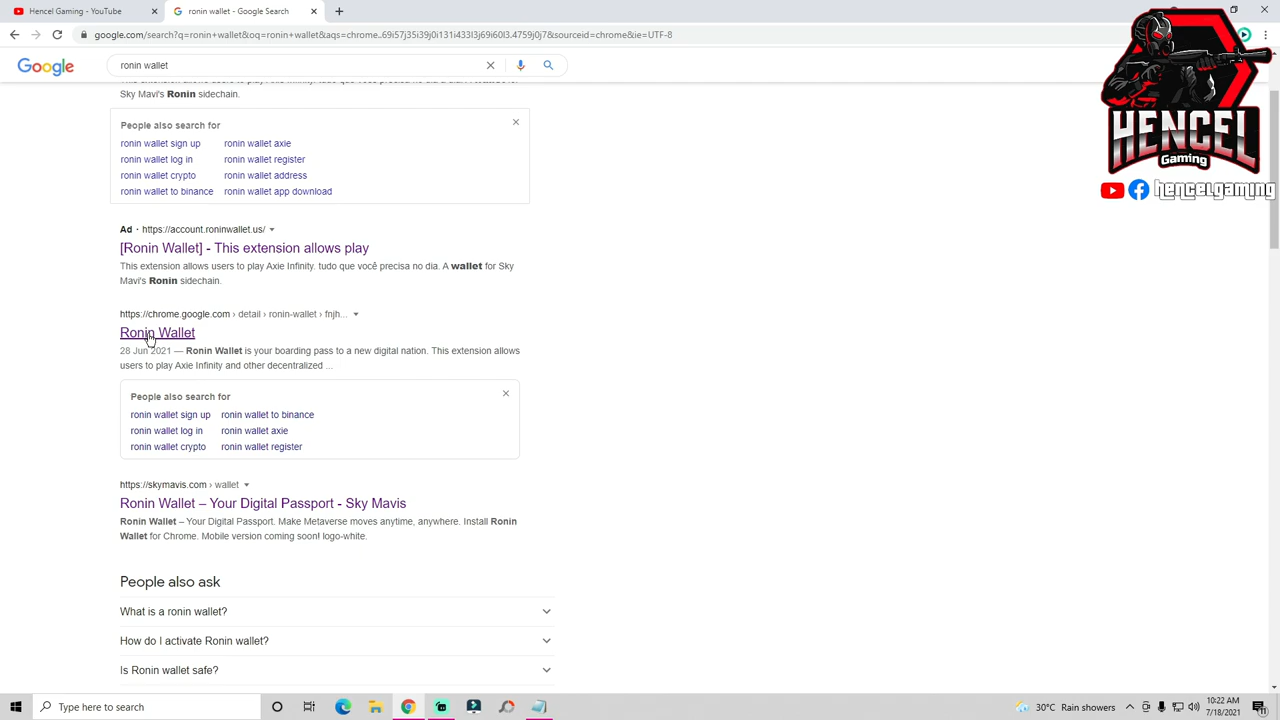 Hencel Gaming - YouTube
ronin wallet - Google Search
google.com/search?q=ronin+wallet&oq=ronin+wallet&aqs=chrome..69i57j35i39j0i131i433i3j69i60l3.4759j0j7&sourceid=chrome&ie=UTF-8
Google
ronin wallet
Sky Mavi's Ronin sidechain.
People also search for
ronin wallet sign up ronin wallet axie
ronin wallet log in ronin wallet register
ronin wallet crypto ronin wallet address
ronin wallet to binance ronin wallet app download
Ad · https://account.roninwallet.us/
[Ronin Wallet] - This extension allows play
This extension allows users to play Axie Infinity. tudo que você precisa no dia. A wallet for Sky
Mavi's Ronin sidechain.
https://chrome.google.com › detail › ronin-wallet › fnjh...
Ronin Wallet
28 Jun 2021 — Ronin Wallet is your boarding pass to a new digital nation. This extension allows
users to play Axie Infinity and other decentralized ...
People also search for
ronin wallet sign up ronin wallet to binance
ronin wallet log in ronin wallet axie
ronin wallet crypto ronin wallet register
https://skymavis.com › wallet
Ronin Wallet – Your Digital Passport - Sky Mavis
Ronin Wallet – Your Digital Passport. Make Metaverse moves anytime, anywhere. Install Ronin
Wallet for Chrome. Mobile version coming soon! logo-white.
People also ask
What is a ronin wallet?
How do I activate Ronin wallet?
Is Ronin wallet safe?
HENCEL
Gaming
hencelgaming
Type here to search
30°C Rain showers
10:22 AM
7/18/2021